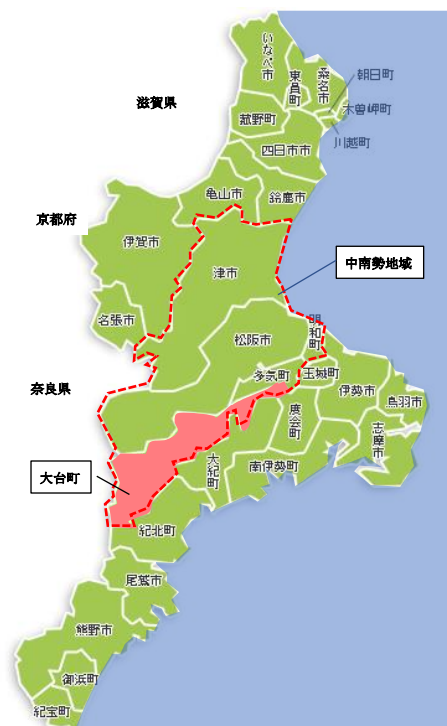 いなべ市
東員町
桑名市
朝日町
木曽岬町
川越町
滋賀県
菰野町
四日市市
亀山市
鈴鹿市
京都府
伊賀市
津市
中南勢地域
名張市
松阪市
明和町
奈良県
多気町
玉城町
伊勢市
鳥羽市
度会町
志摩市
大台町
大紀町
南伊勢町
紀北町
尾鷲市
熊野市
御浜町
紀宝町